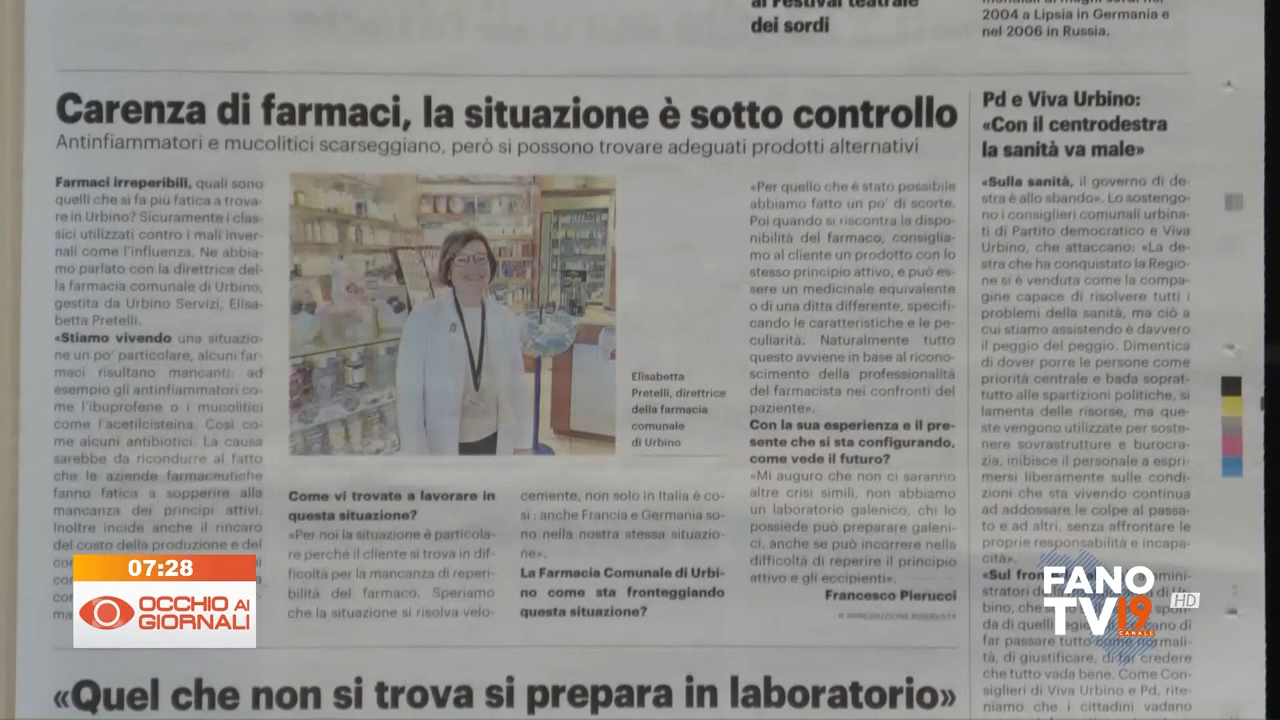 al Festival teatrale
dei sordi
2004 a Lipsia in Germania e
nel 2006 in Russia.
Carenza di farmaci, la situazione è sotto controllo
Antinfiammatori e mucolitici scarseggiano, però si possono trovare adeguati prodotti alternativi
Farmaci irreperibili, quali sono
quelli che si fa più fatica a trova-
re in Urbino? Sicuramente i clas-
sici utilizzati contro i mali inver-
nali come l'influenza. Ne abbia-
mo parlato con la direttrice del-
la farmacia comunale di Urbino,
gestita da Urbino Servizi, Elisa-
betta Pretelli.
«Stiamo vivendo una situazio-
ne un po' particolare, alcuni far-
maci risultano mancanti: ad
esempio gli antinfiammatori co-
me l'ibuprofene o i mucolitici
come l'acetilcisteina. Così co-
me alcuni antibiotici. La causa
sarebbe da ricondurre al fatto
che le aziende farmaceutiche
fanno fatica a sopperire alla
mancanza dei principi attivi.
Inoltre incide anche il rincaro
del costo della produzione e del
Elisabetta
Pretelli, direttrice
della farmacia
comunale
di Urbino
Come vi trovate a lavorare in
questa situazione?
«Per noi la situazione è particola-
re perché il cliente si trova in dif-
ficoltà per la mancanza di reperi-
bilità del farmaco. Speriamo
che la situazione si risolva velo-
cemente, non solo in Italia è co-
sì: anche Francia e Germania so-
no nella nostra stessa situazio-
ne».
La Farmacia Comunale di Urbi-
no come sta fronteggiando
questa situazione?
«Per quello che è stato possibile
abbiamo fatto un po' di scorte.
Poi quando si riscontra la dispo-
nibilità del farmaco, consiglia-
mo al cliente un prodotto con lo
stesso principio attivo, e può es-
sere un medicinale equivalente
o di una ditta differente, specifi-
cando le caratteristiche e le pe-
culiarità. Naturalmente tutto
questo avviene in base al ricono-
scimento della professionalità
del farmacista nei confronti del
paziente».
Con la sua esperienza e il pre-
sente che si sta configurando,
come vede il futuro?
«Mi auguro che non ci saranno
altre crisi simili, non abbiamo
un laboratorio galenico, chi lo
possiede può preparare galeni-
ci, anche se può incorrere nella
difficoltà di reperire il principio
attivo e gli eccipienti».
Francesco Pierucci
© RIPRODUZIONE RISERVATA
Pd e Viva Urbino:
«Con il centrodestra
la sanità va male»
«Sulla sanità, il governo di de-
stra è allo sbando». Lo sostengo-
no i consiglieri comunali urbina-
ti di Partito democratico e Viva
Urbino, che attaccano: «La de-
stra che ha conquistato la Regio-
ne si è venduta come la compa-
gine capace di risolvere tutti i
problemi della sanità, ma ciò a
cui stiamo assistendo è davvero
il peggio del peggio. Dimentica
di dover porre le persone come
priorità centrale e bada soprat-
tutto alle spartizioni politiche, si
lamenta delle risorse, ma que-
ste vengono utilizzate per soste-
nere sovrastrutture e burocra-
zia, inibisce il personale a espri-
mersi liberamente sulle condi-
zioni che sta vivendo continua
ad addossare le colpe al passa-
to e ad altri, senza affrontare le
proprie responsabilità e incapa-
cità».
«Sul
far passare tutto come normali-
tà, di giustificare, di far credere
che tutto vada bene. Come Con-
siglieri di Viva Urbino e Pd, rite-
niamo che i cittadini vadano
«Quel che non si trova si prepara in laboratorio»
07:28
OCCHIO AI
GIORNALI
FANO
TV 19 HD
CANALE